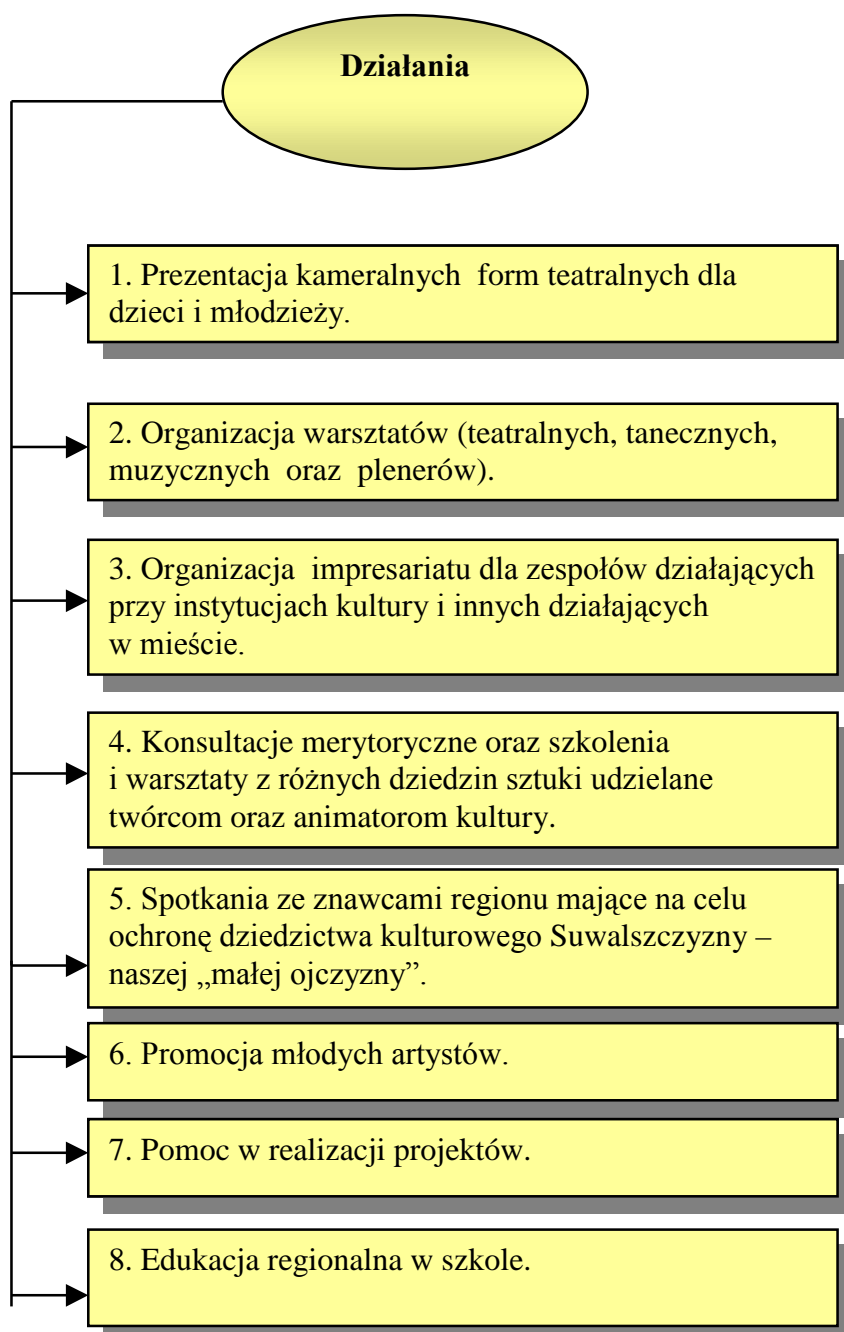 Działania
1. Prezentacja kameralnych form teatralnych dla
dzieci i młodzieży.
2. Organizacja warsztatów (teatralnych, tanecznych,
muzycznych oraz plenerów).
3. Organizacja impresariatu dla zespołów działających
przy instytucjach kultury i innych działających
w mieście.
4. Konsultacje merytoryczne oraz szkolenia
i warsztaty z różnych dziedzin sztuki udzielane
twórcom oraz animatorom kultury.
5. Spotkania ze znawcami regionu mające na celu
ochronę dziedzictwa kulturowego Suwalszczyzny –
naszej „małej ojczyzny”.
6. Promocja młodych artystów.
7. Pomoc w realizacji projektów.
8. Edukacja regionalna w szkole.